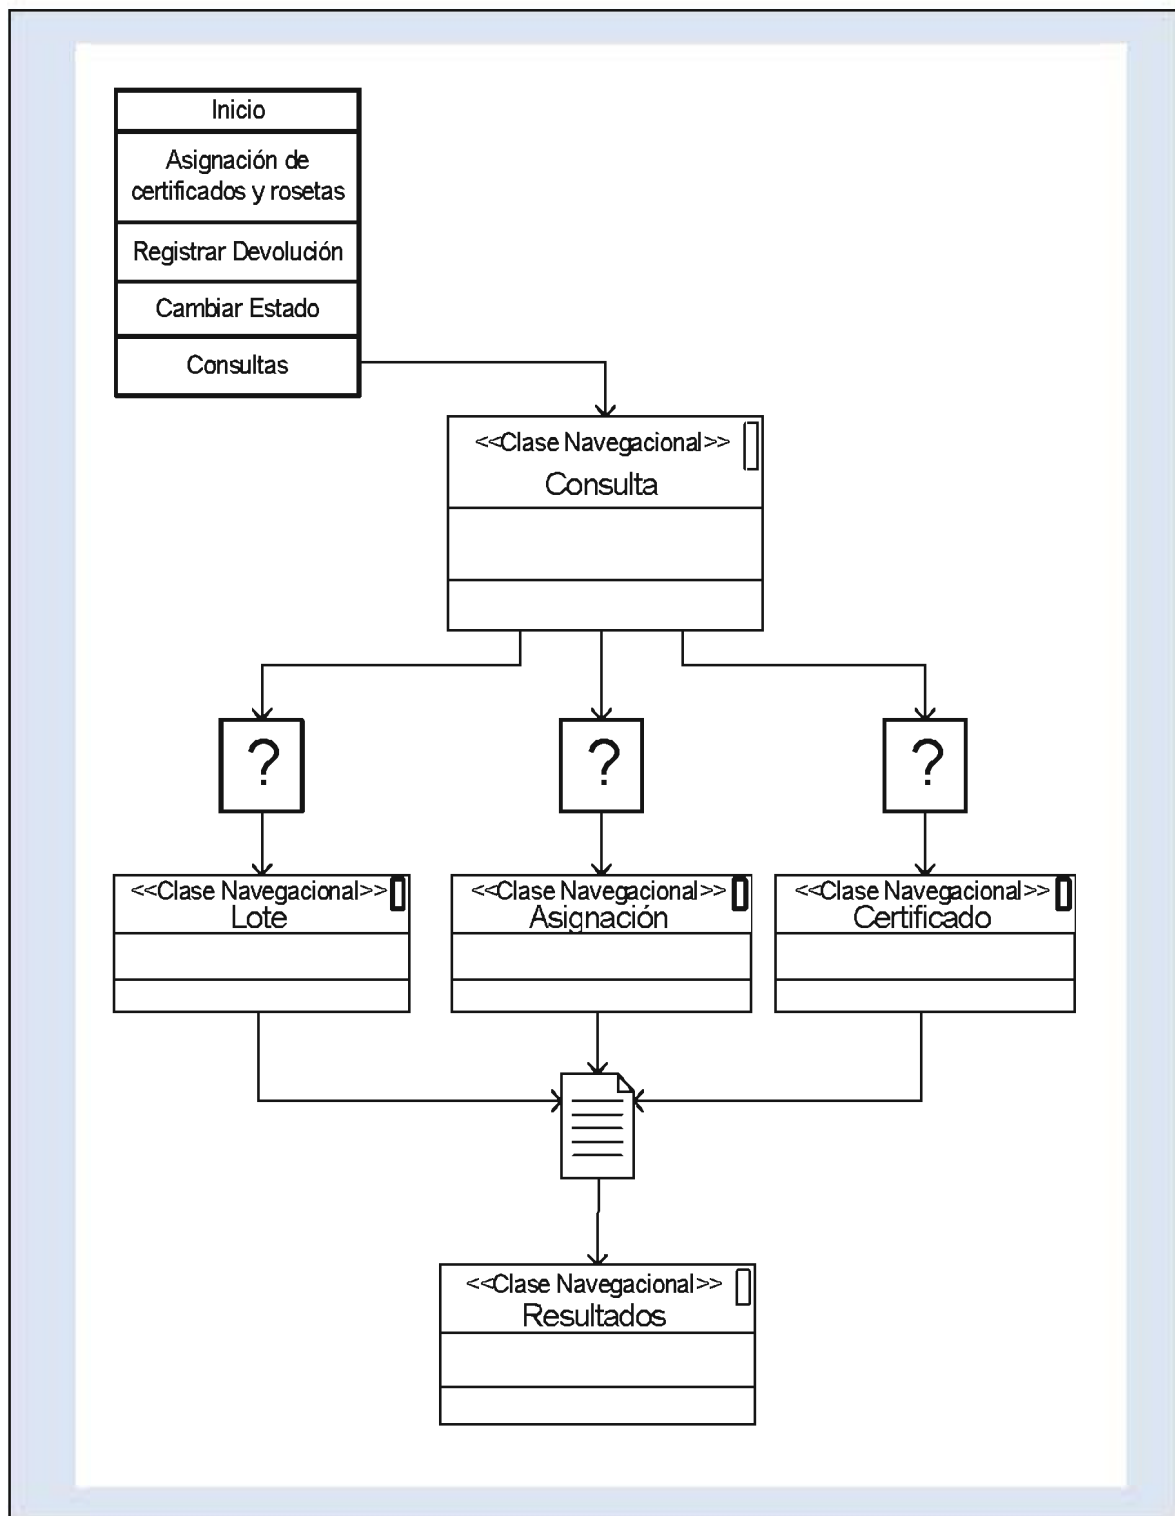 Inicio
Asignación de
certificados y rosetas
Registrar Devolución
Cambiar Estado
Consultas
<<Clase Navegacional>>
Consulta
?
?
?
<<Clase Navegacional>>
Lote
<<Clase Navegacional>>
Asignación
<<Clase Navegacional>>
Certificado
<<Clase Navegacional>>
Resultados